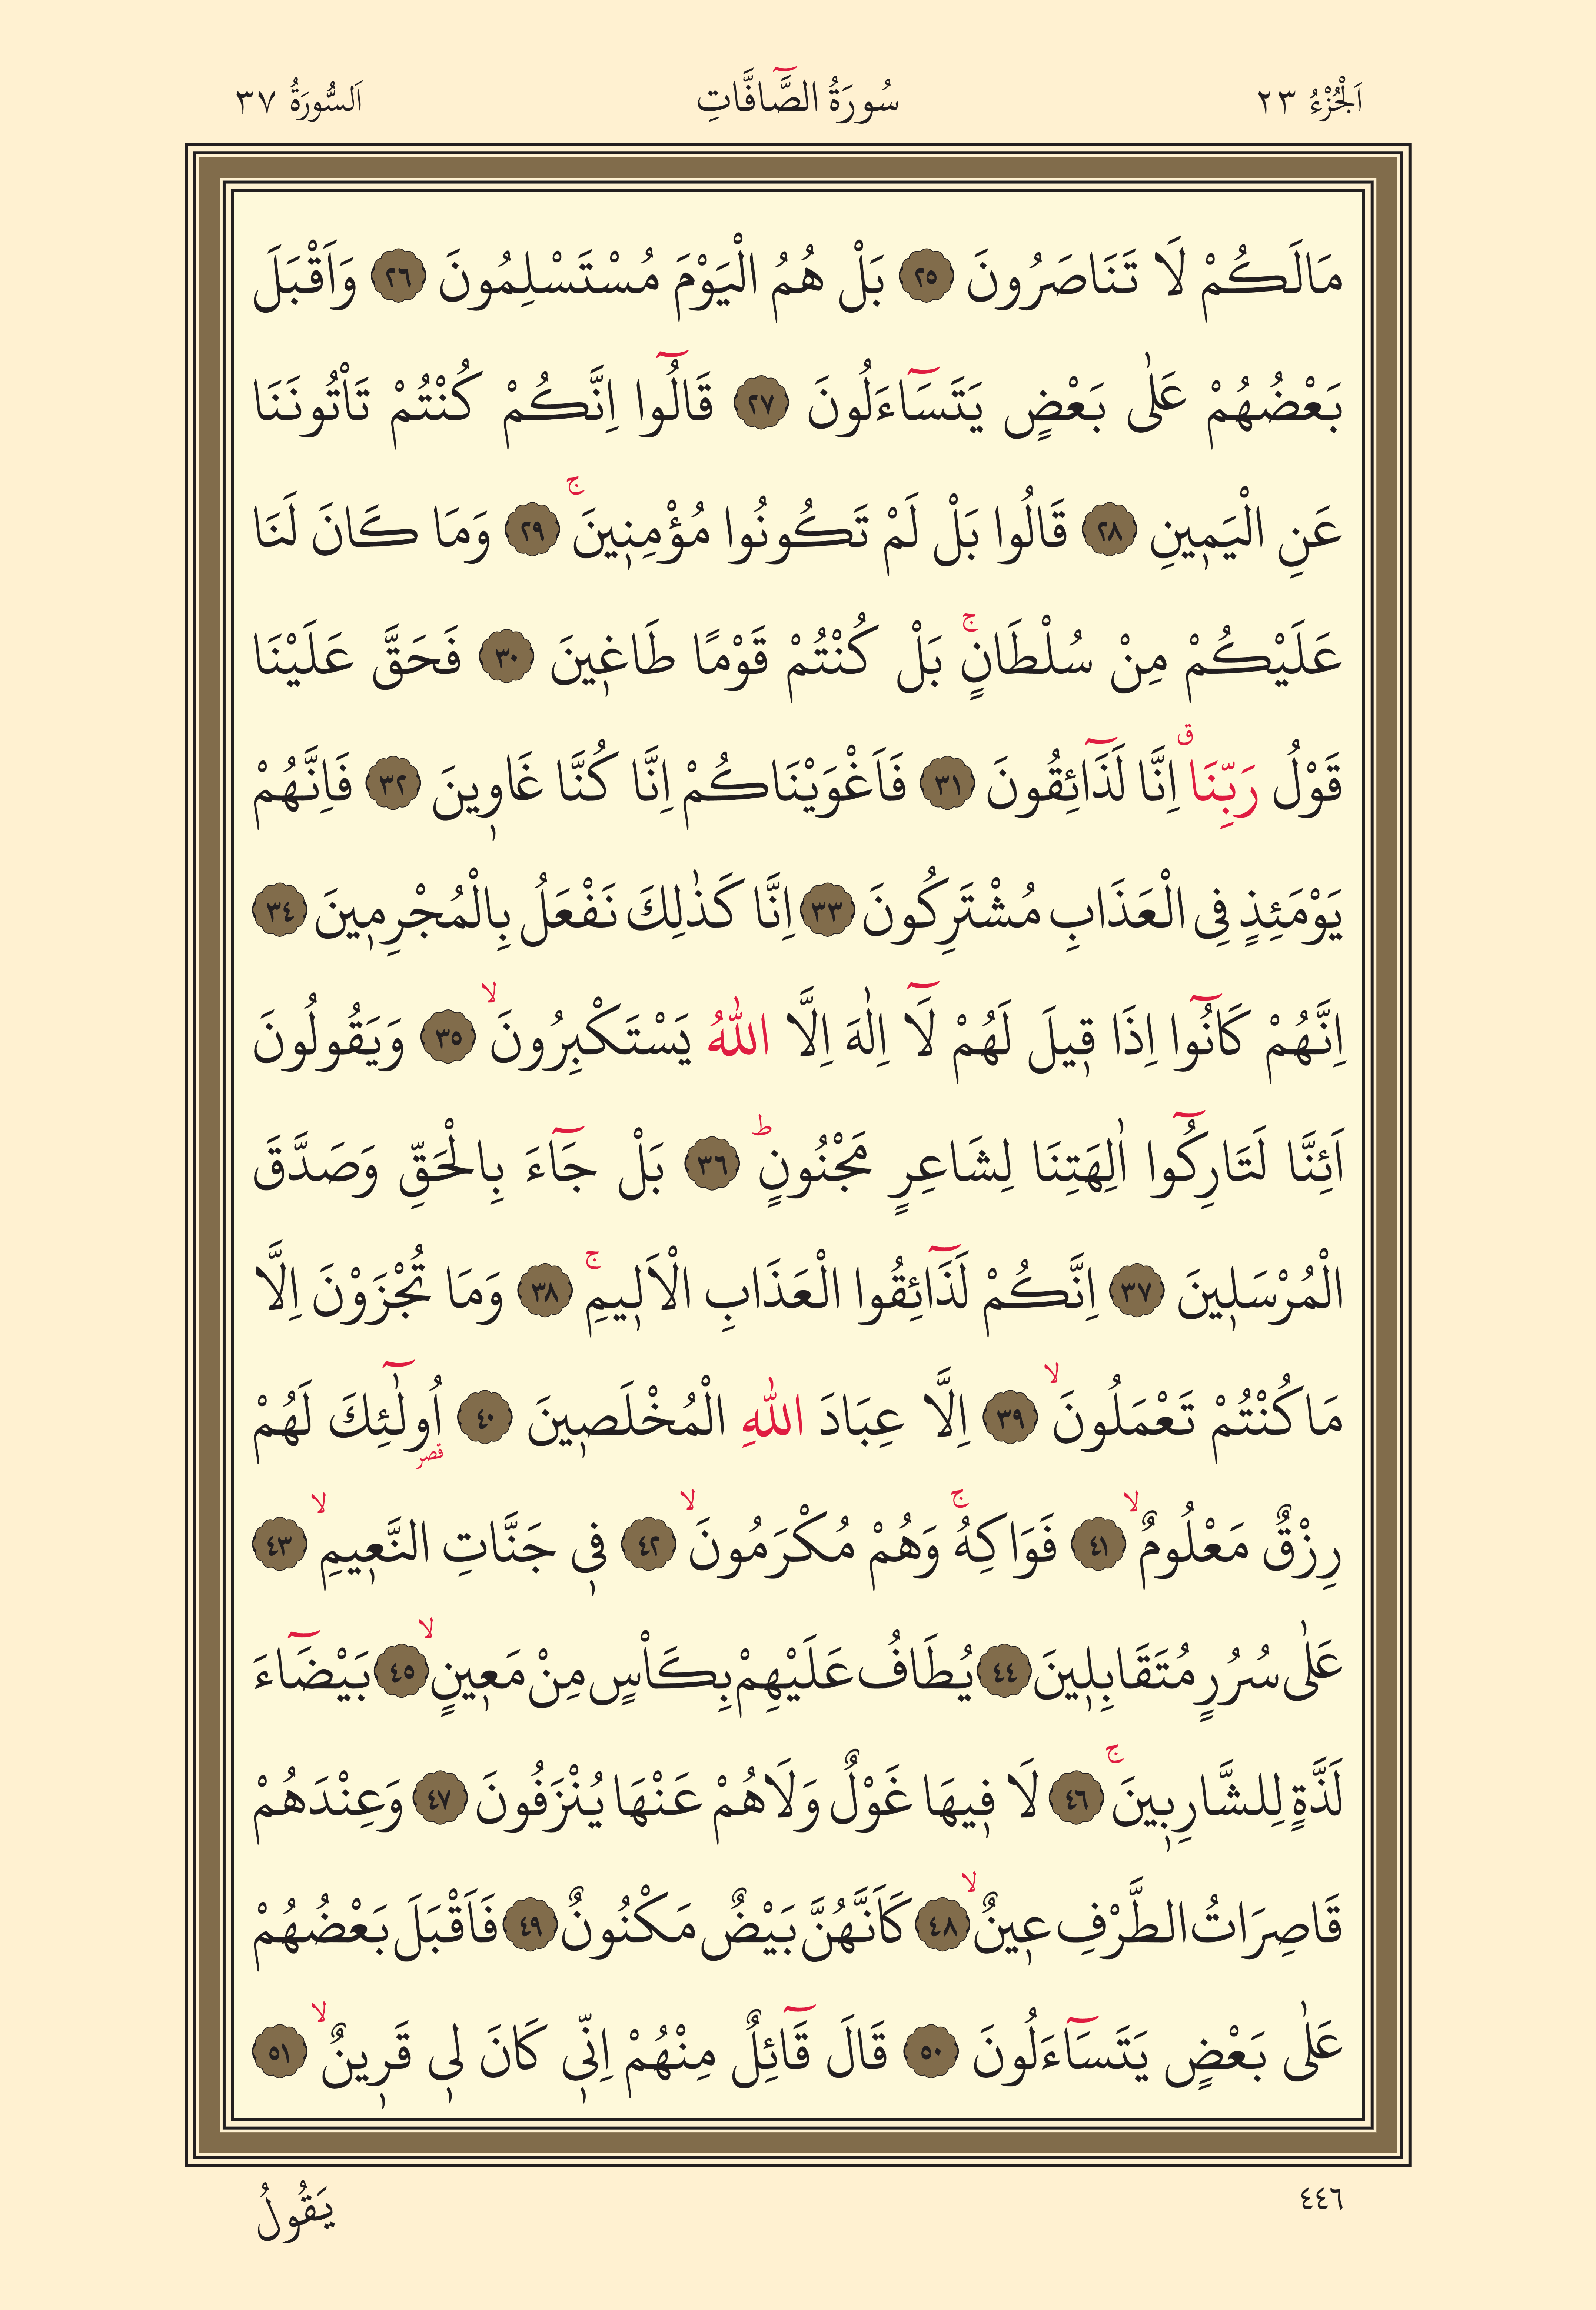 اَلْجُزْءُ ٢٣
سُورَةُ الصَّٓافَّاتِ
اَلسُّورَةُ ٣٧
مَالَكُمْ لَا تَنَاصَرُونَ ٢٥ بَلْ هُمُ الْيَوْمَ مُسْتَسْلِمُونَ ٢٦ وَاَقْبَلَ
بَعْضُهُمْ عَلٰى بَعْضٍ يَتَسَٓاءَلُونَ ٢٧ قَالُٓوا اِنَّكُمْ كُنْتُمْ تَأْتُونَنَا
عَنِ الْيَم۪ينِ ٢٨ قَالُوا بَلْ لَمْ تَكُونُوا مُؤْمِن۪ينَۚ ٢٩ وَمَا كَانَ لَنَا
عَلَيْكُمْ مِنْ سُلْطَانٍۚ بَلْ كُنْتُمْ قَوْمًا طَاغ۪ينَ ٣٠ فَحَقَّ عَلَيْنَا
قَوْلُ رَبِّنَاۗ اِنَّا لَذَٓائِقُونَ ٣١ فَاَغْوَيْنَاكُمْ اِنَّا كُنَّا غَاو۪ينَ ٣٢ فَاِنَّهُمْ
يَوْمَئِذٍ فِى الْعَذَابِ مُشْتَرِكُونَ ٣٣ اِنَّا كَذٰلِكَ نَفْعَلُ بِالْمُجْرِم۪ينَ ٣٤
اِنَّهُمْ كَانُٓوا اِذَا ق۪يلَ لَهُمْ لَٓا اِلٰهَ اِلَّا اللّٰهُ يَسْتَكْبِرُونَۙ ٣٥ وَيَقُولُونَ
اَئِنَّا لَتَارِكُٓوا اٰلِهَتِنَا لِشَاعِرٍ مَجْنُونٍۜ ٣٦ بَلْ جَٓاءَ بِالْحَقِّ وَصَدَّقَ
الْمُرْسَل۪ينَ ٣٧ اِنَّكُمْ لَذَٓائِقُوا الْعَذَابِ الْاَل۪يمِۚ ٣٨ وَمَا تُجْزَوْنَ اِلَّا
مَاكُنْتُمْ تَعْمَلُونَۙ ٣٩ اِلَّا عِبَادَ اللّٰهِ الْمُخْلَص۪ينَ ٤٠ اُو۬لٰٓئِكَ لَهُمْ
قصر
رِزْقٌ مَعْلُومٌۙ ٤١ فَوَاكِهُۚ وَهُمْ مُكْرَمُونَۙ ٤٢ ف۪ى جَنَّاتِ النَّع۪يمِۙ ٤٣
عَلٰى سُرُرٍ مُتَقَابِل۪ينَ ٤٤ يُطَافُ عَلَيْهِمْ بِكَأْسٍ مِنْ مَع۪ينٍۙ ٤٥ بَيْضَٓاءَ
لَذَّةٍ لِلشَّارِب۪ينَۚ ٤٦ لَا ف۪يهَا غَوْلٌ وَلَاهُمْ عَنْهَا يُنْزَفُونَ ٤٧ وَعِنْدَهُمْ
قَاصِرَاتُ الطَّرْفِ ع۪ينٌۙ ٤٨ كَاَنَّهُنَّ بَيْضٌ مَكْنُونٌ ٤٩ فَاَقْبَلَ بَعْضُهُمْ
عَلٰى بَعْضٍ يَتَسَٓاءَلُونَ ٥٠ قَالَ قَٓائِلٌ مِنْهُمْ اِنّ۪ى كَانَ ل۪ى قَر۪ينٌۙ ٥١
٤٤٦
يَقُولُ